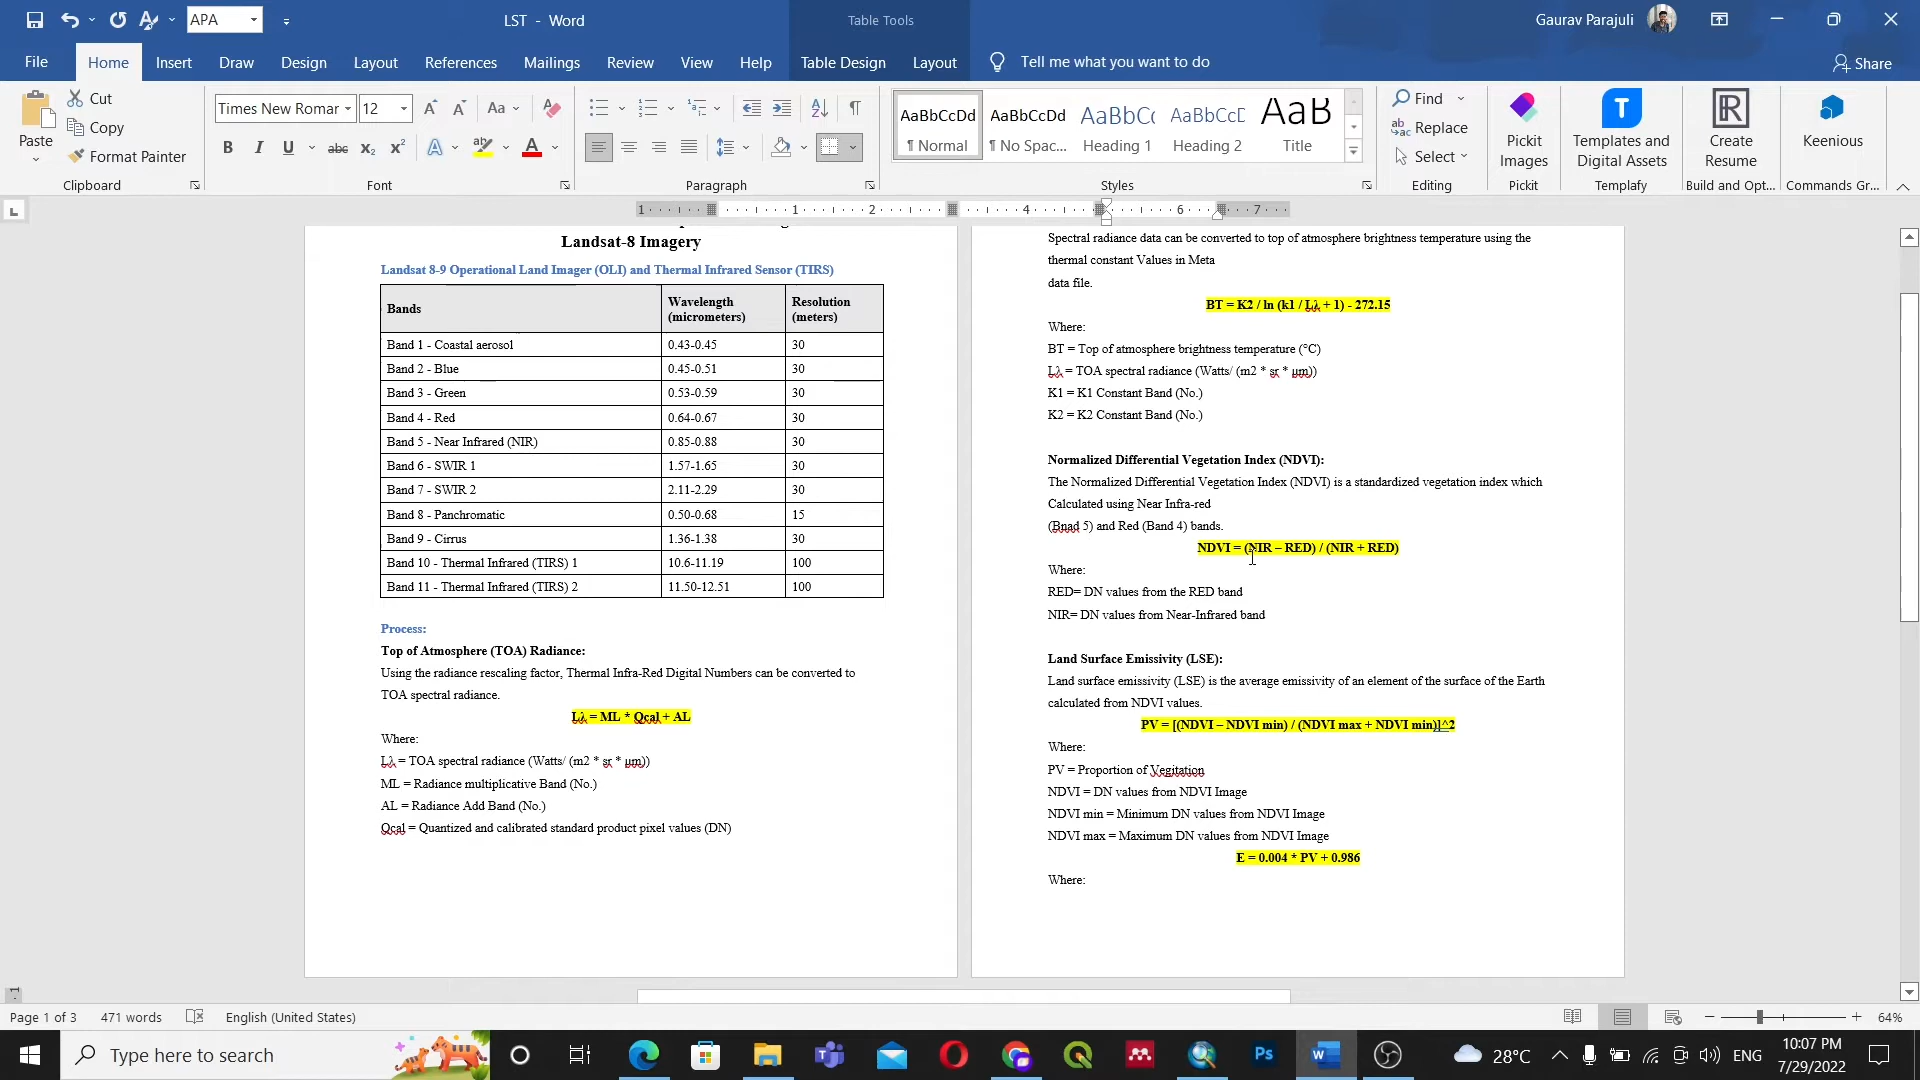 APA
LST - Word
Table Tools
Gaurav Parajuli
File Home Insert Draw Design Layout References Mailings Review View Help Table Design Layout Tell me what you want to do Share
Cut
Copy
Format Painter
Paste
Clipboard
Times New Romar 12
Font
Paragraph
AaBbCcDd AaBbCcDd AaBbCc AaBbCcD AaB
¶ Normal ¶ No Spac... Heading 1 Heading 2 Title
Styles
Find
Replace
Select
Editing
Pickit
Images
Pickit
Templates and
Digital Assets
Templafy
Create
Resume
Build and Opt...
Keenious
Commands Gr...
Landsat-8 Imagery
Landsat 8-9 Operational Land Imager (OLI) and Thermal Infrared Sensor (TIRS)
Bands Wavelength (micrometers) Resolution (meters)
Band 1 - Coastal aerosol 0.43-0.45 30
Band 2 - Blue 0.45-0.51 30
Band 3 - Green 0.53-0.59 30
Band 4 - Red 0.64-0.67 30
Band 5 - Near Infrared (NIR) 0.85-0.88 30
Band 6 - SWIR 1 1.57-1.65 30
Band 7 - SWIR 2 2.11-2.29 30
Band 8 - Panchromatic 0.50-0.68 15
Band 9 - Cirrus 1.36-1.38 30
Band 10 - Thermal Infrared (TIRS) 1 10.6-11.19 100
Band 11 - Thermal Infrared (TIRS) 2 11.50-12.51 100
Process:
Top of Atmosphere (TOA) Radiance:
Using the radiance rescaling factor, Thermal Infra-Red Digital Numbers can be converted to
TOA spectral radiance.
Lλ = ML * Qcal + AL
Where:
Lλ = TOA spectral radiance (Watts/ (m2 * sr * μm))
ML = Radiance multiplicative Band (No.)
AL = Radiance Add Band (No.)
Qcal = Quantized and calibrated standard product pixel values (DN)
Spectral radiance data can be converted to top of atmosphere brightness temperature using the
thermal constant Values in Meta
data file.
BT = K2 / ln (k1 / Lλ + 1) - 272.15
Where:
BT = Top of atmosphere brightness temperature (°C)
Lλ = TOA spectral radiance (Watts/ (m2 * sr * μm))
K1 = K1 Constant Band (No.)
K2 = K2 Constant Band (No.)
Normalized Differential Vegetation Index (NDVI):
The Normalized Differential Vegetation Index (NDVI) is a standardized vegetation index which
Calculated using Near Infra-red
(Bnad 5) and Red (Band 4) bands.
NDVI = (NIR – RED) / (NIR + RED)
Where:
RED= DN values from the RED band
NIR= DN values from Near-Infrared band
Land Surface Emissivity (LSE):
Land surface emissivity (LSE) is the average emissivity of an element of the surface of the Earth
calculated from NDVI values.
PV = [(NDVI – NDVI min) / (NDVI max + NDVI min)]^2
Where:
PV = Proportion of Vegitation
NDVI = DN values from NDVI Image
NDVI min = Minimum DN values from NDVI Image
NDVI max = Maximum DN values from NDVI Image
E = 0.004 * PV + 0.986
Where:
Page 1 of 3 471 words English (United States) 64%
Type here to search
28°C
ENG
10:07 PM
7/29/2022